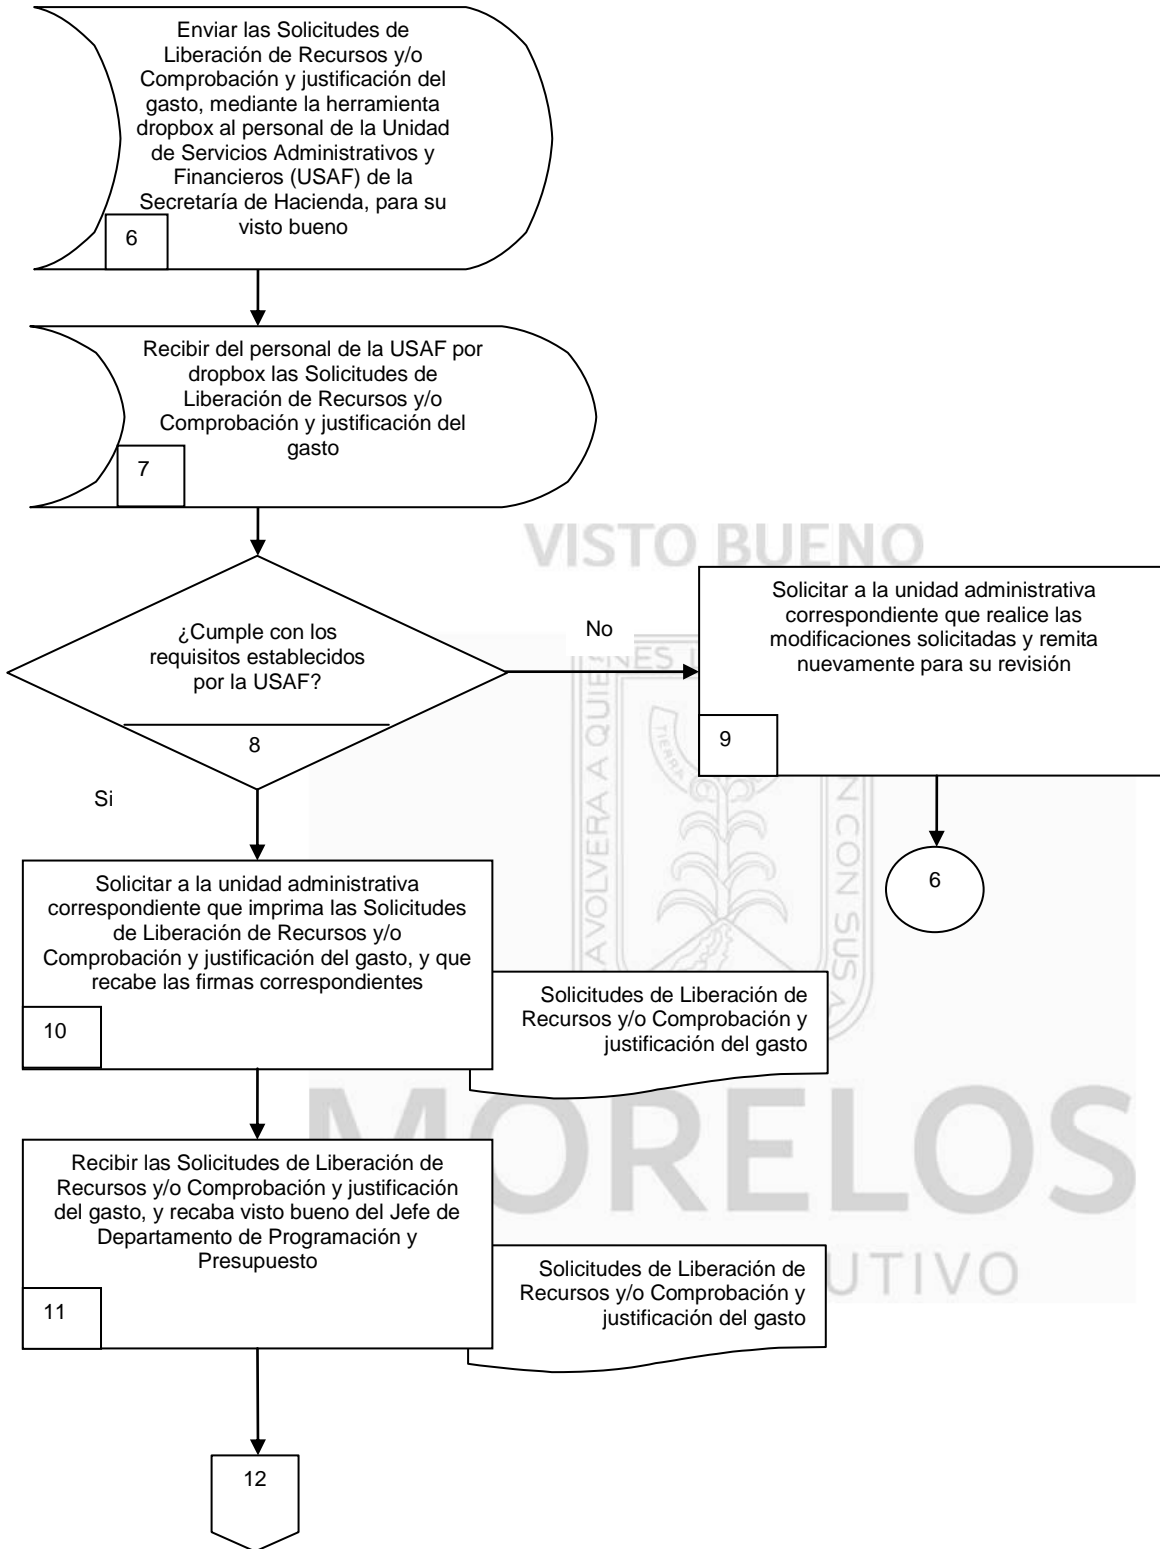 Enviar las Solicitudes de
Liberación de Recursos y/o
Comprobación y justificación del
gasto, mediante la herramienta
dropbox al personal de la Unidad
de Servicios Administrativos y
Financieros (USAF) de la
Secretaría de Hacienda, para su
visto bueno
6
Recibir del personal de la USAF por
dropbox las Solicitudes de
Liberación de Recursos y/o
Comprobación y justificación del
gasto
7
VISTO BUENO
¿Cumple con los
requisitos establecidos
por la USAF?
8
No
Solicitar a la unidad administrativa
correspondiente que realice las
modificaciones solicitadas y remita
nuevamente para su revisión
9
6
Si
Solicitar a la unidad administrativa
correspondiente que imprima las Solicitudes
de Liberación de Recursos y/o
Comprobación y justificación del gasto, y que
recabe las firmas correspondientes
10
Solicitudes de Liberación de
Recursos y/o Comprobación y
justificación del gasto
TIERRA
VOLVERA A QUIE
CON SUS
MORELOS
Recibir las Solicitudes de Liberación de
Recursos y/o Comprobación y justificación
del gasto, y recaba visto bueno del Jefe de
Departamento de Programación y
Presupuesto
11
Solicitudes de Liberación de
Recursos y/o Comprobación y
justificación del gasto
UTIVO
12